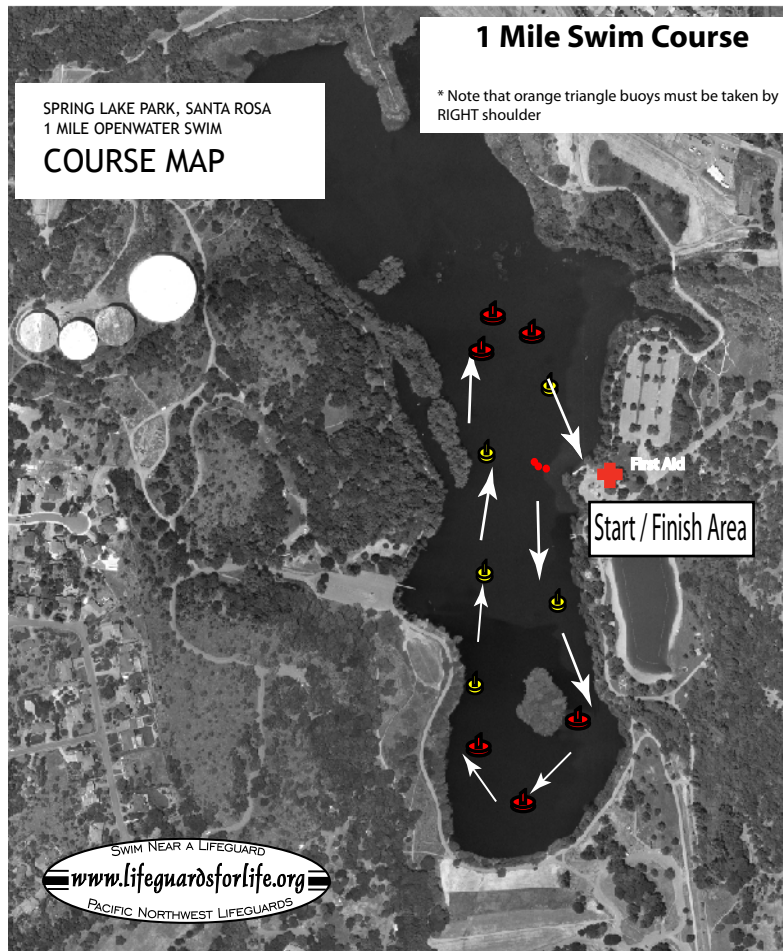 1 Mile Swim Course
* Note that orange triangle buoys must be taken by
RIGHT shoulder
SPRING LAKE PARK, SANTA ROSA
1 MILE OPENWATER SWIM
COURSE MAP
First Aid
Start / Finish Area
SWIM NEAR A LIFEGUARD
www.lifeguardsforlife.org
PACIFIC NORTHWEST LIFEGUARDS